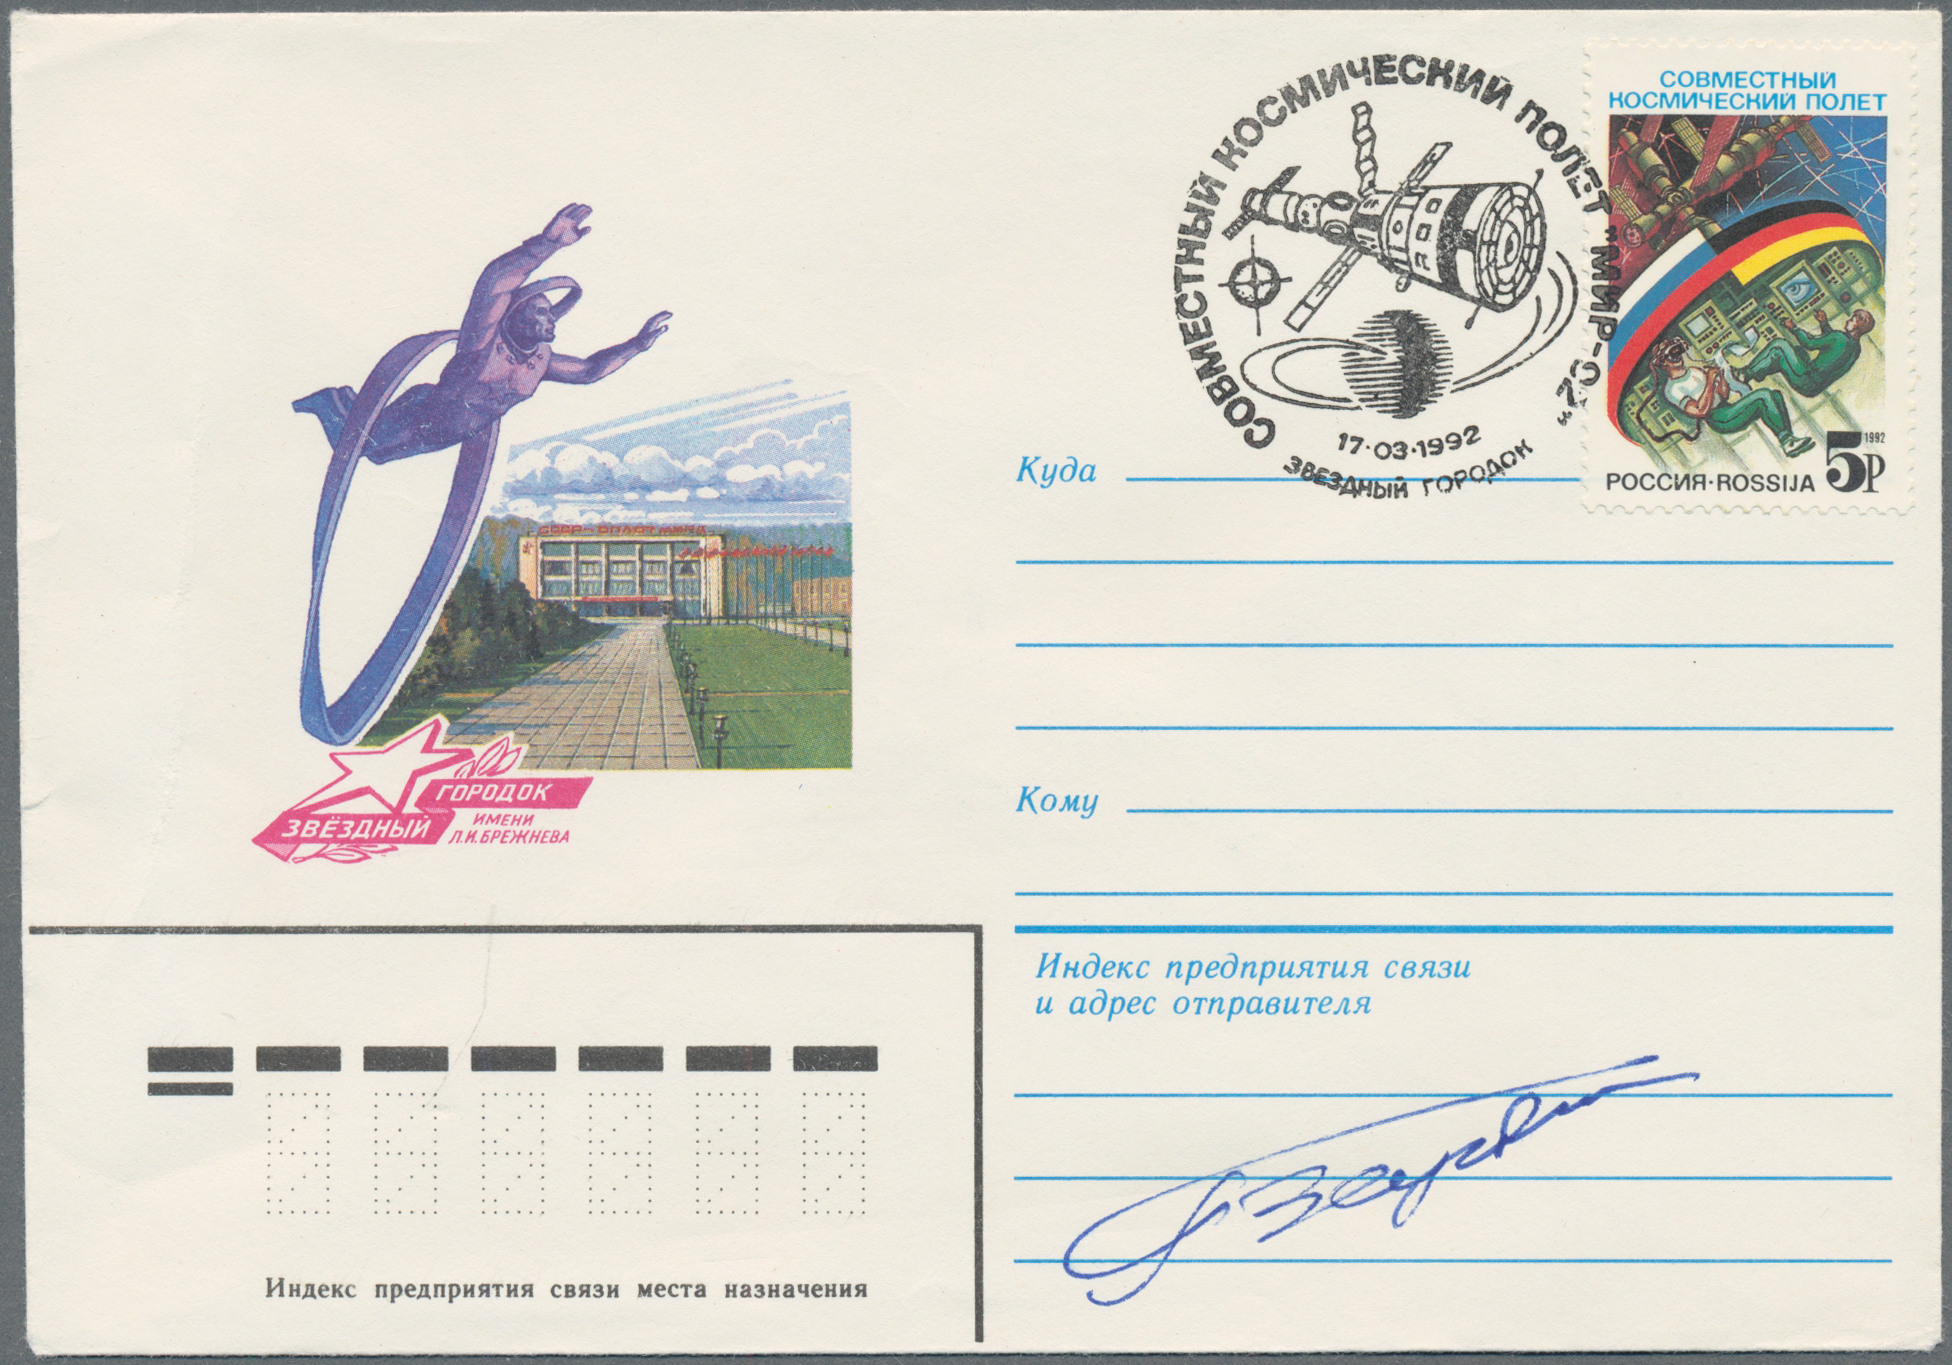 СОВМЕСТНЫЙ КОСМИЧЕСКИЙ ПОЛЕТ "МИР-92"
17·03·1992
ЗВЕЗДНЫЙ ГОРОДОК
СОВМЕСТНЫЙ
КОСМИЧЕСКИЙ ПОЛЕТ
1992
РОССИЯ·ROSSIJA 5р
Куда
ГОРОДОК
ЗВЁЗДНЫЙ
ИМЕНИ
Л.И.БРЕЖНЕВА
Кому
Индекс предприятия связи
и адрес отправителя
Индекс предприятия связи места назначения